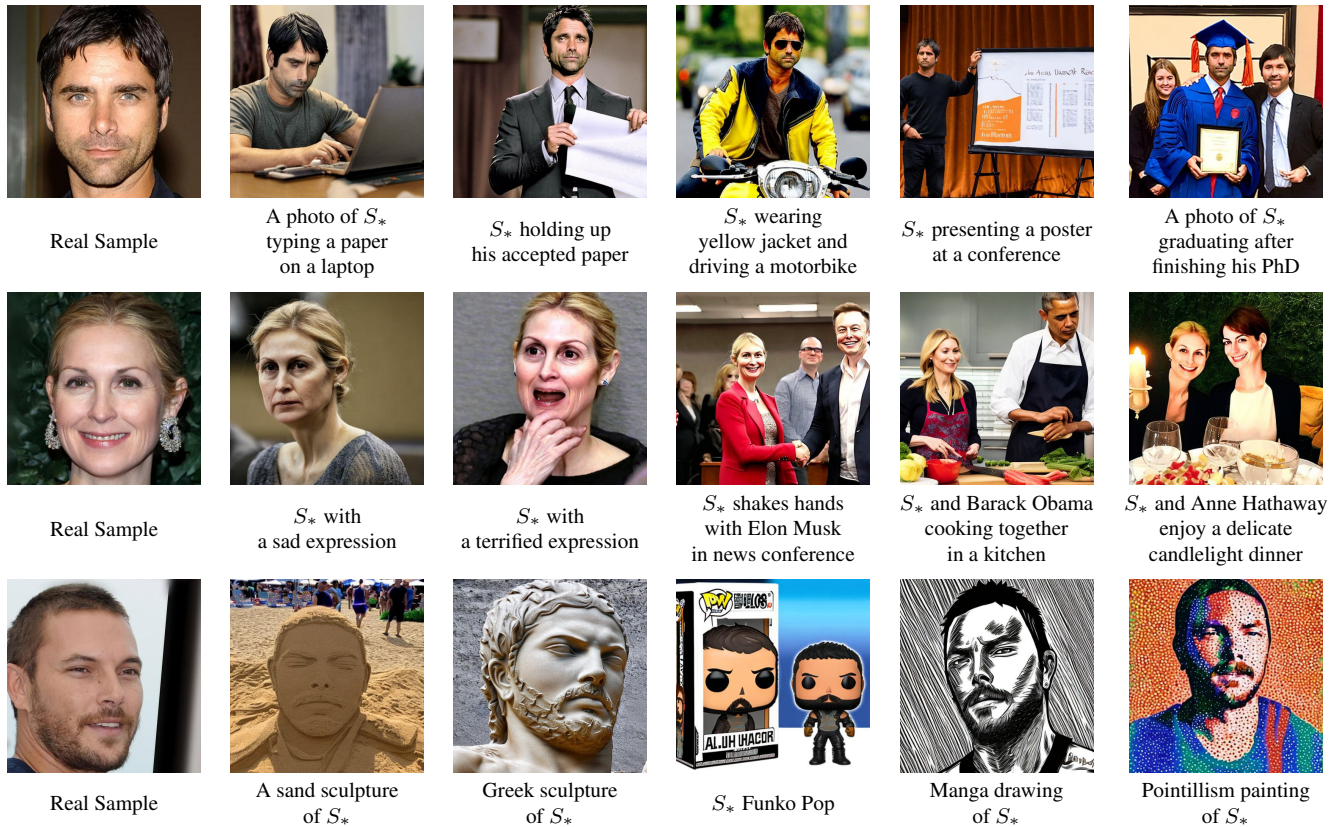 Real Sample
A photo of S*
typing a paper
on a laptop
S* holding up
his accepted paper
S* wearing
yellow jacket and
driving a motorbike
S* presenting a poster
at a conference
A photo of S*
graduating after
finishing his PhD
Real Sample
S* with
a sad expression
S* with
a terrified expression
S* shakes hands
with Elon Musk
in news conference
S* and Barack Obama
cooking together
in a kitchen
S* and Anne Hathaway
enjoy a delicate
candlelight dinner
POW
AL.UH UHACOR
Real Sample
A sand sculpture
of S*
Greek sculpture
of S*
S* Funko Pop
Manga drawing
of S*
Pointillism painting
of S*